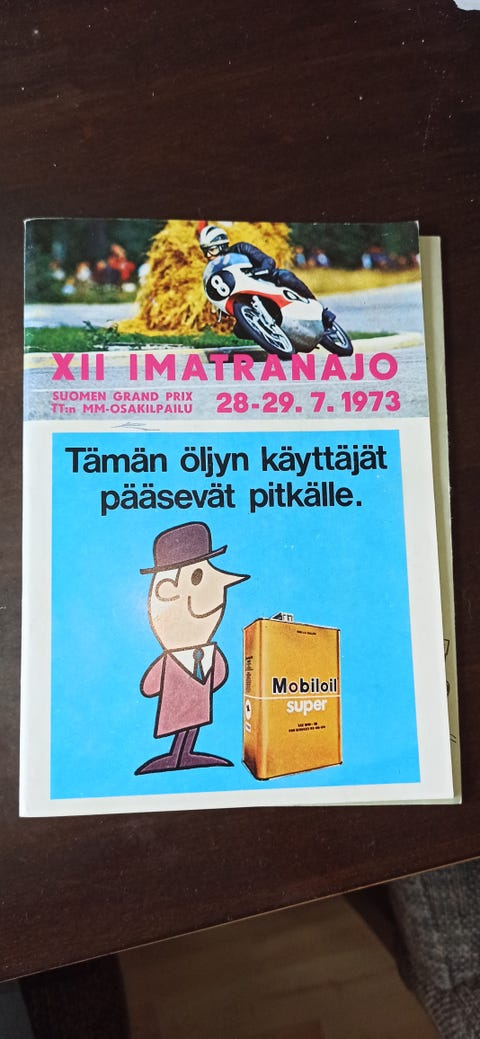 8
XII IMATRANAJO
SUOMEN GRAND PRIX
TT:n MM-OSAKILPAILU
28-29. 7. 1973
Tämän öljyn käyttäjät
pääsevät pitkälle.
Mobiloil
super